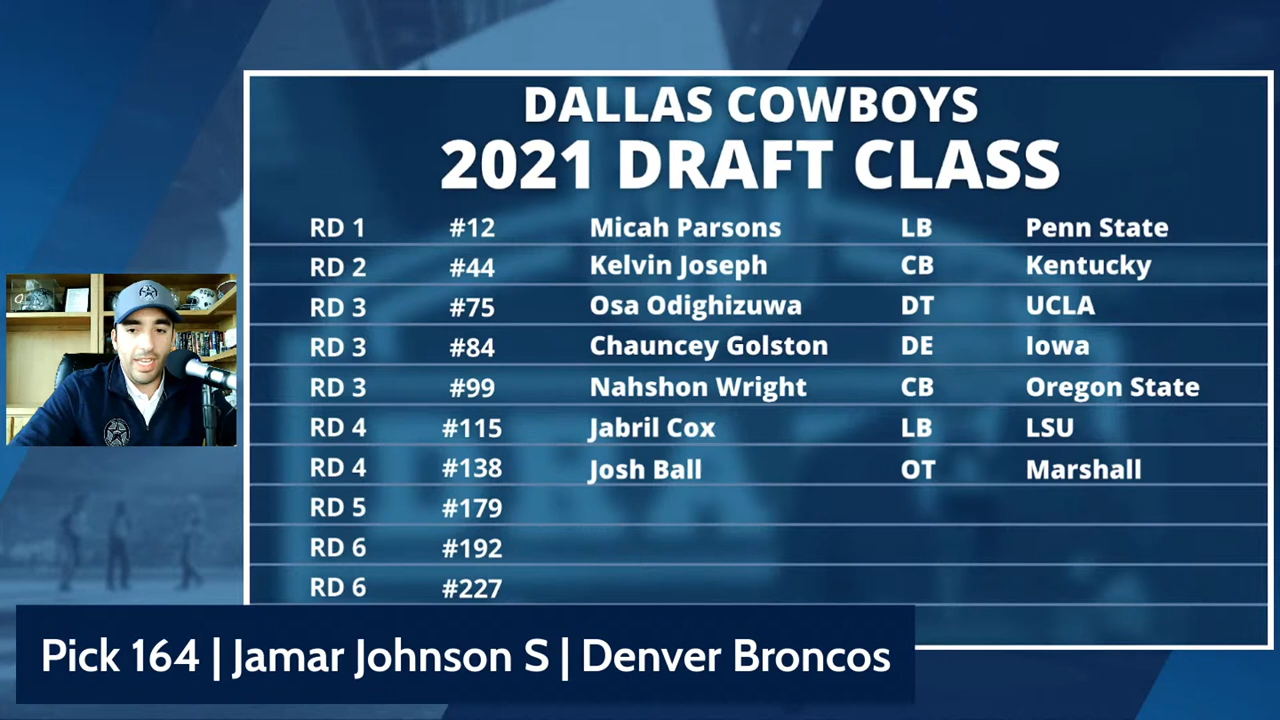 DALLAS COWBOYS
2021 DRAFT CLASS
RD 1 #12 Micah Parsons LB Penn State
RD 2 #44 Kelvin Joseph CB Kentucky
RD 3 #75 Osa Odighizuwa DT UCLA
RD 3 #84 Chauncey Golston DE Iowa
RD 3 #99 Nahshon Wright CB Oregon State
RD 4 #115 Jabril Cox LB LSU
RD 4 #138 Josh Ball OT Marshall
RD 5 #179
RD 6 #192
RD 6 #227
Pick 164 | Jamar Johnson S | Denver Broncos